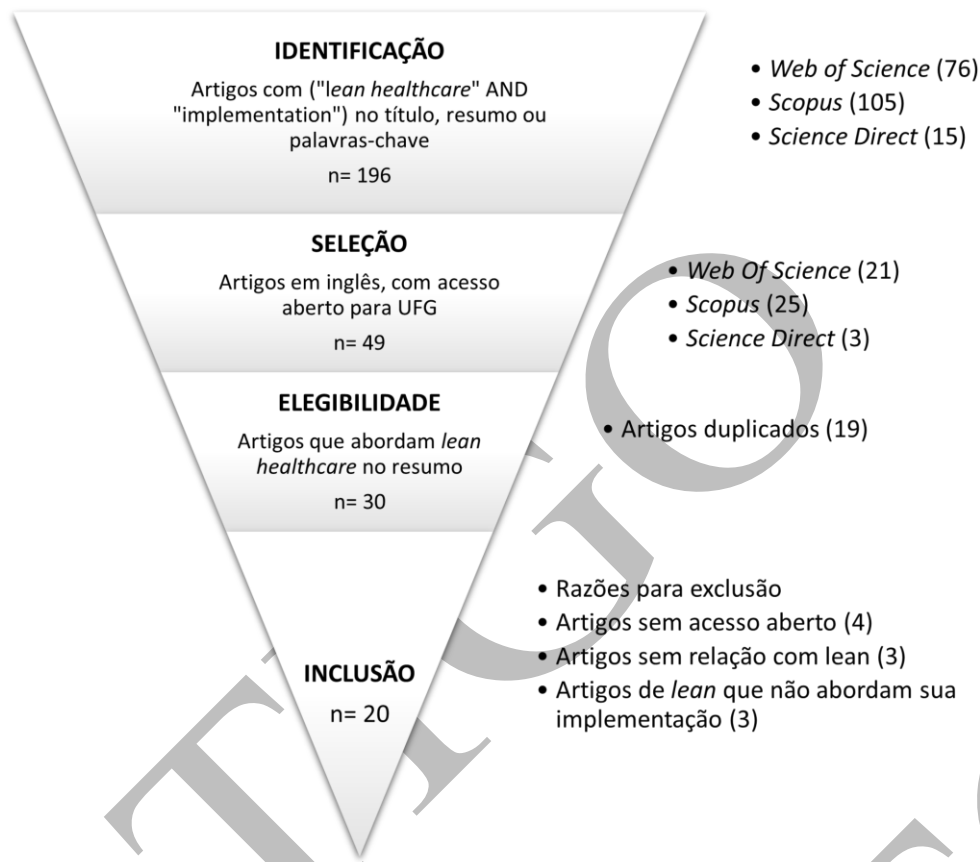 IDENTIFICAÇÃO
Artigos com ("lean healthcare" AND
"implementation") no título, resumo ou
palavras-chave
n= 196
• Web of Science (76)
• Scopus (105)
• Science Direct (15)
SELEÇÃO
Artigos em inglês, com acesso
aberto para UFG
n= 49
• Web Of Science (21)
• Scopus (25)
• Science Direct (3)
ELEGIBILIDADE
Artigos que abordam lean
healthcare no resumo
n= 30
• Artigos duplicados (19)
INCLUSÃO
n= 20
• Razões para exclusão
• Artigos sem acesso aberto (4)
• Artigos sem relação com lean (3)
• Artigos de lean que não abordam sua
implementação (3)